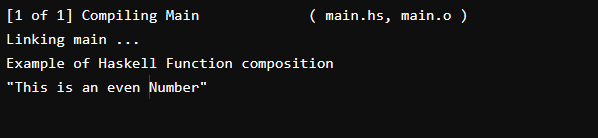 [1 of 1] Compiling Main             ( main.hs, main.o )
Linking main ...
Example of Haskell Function composition
"This is an even Number"